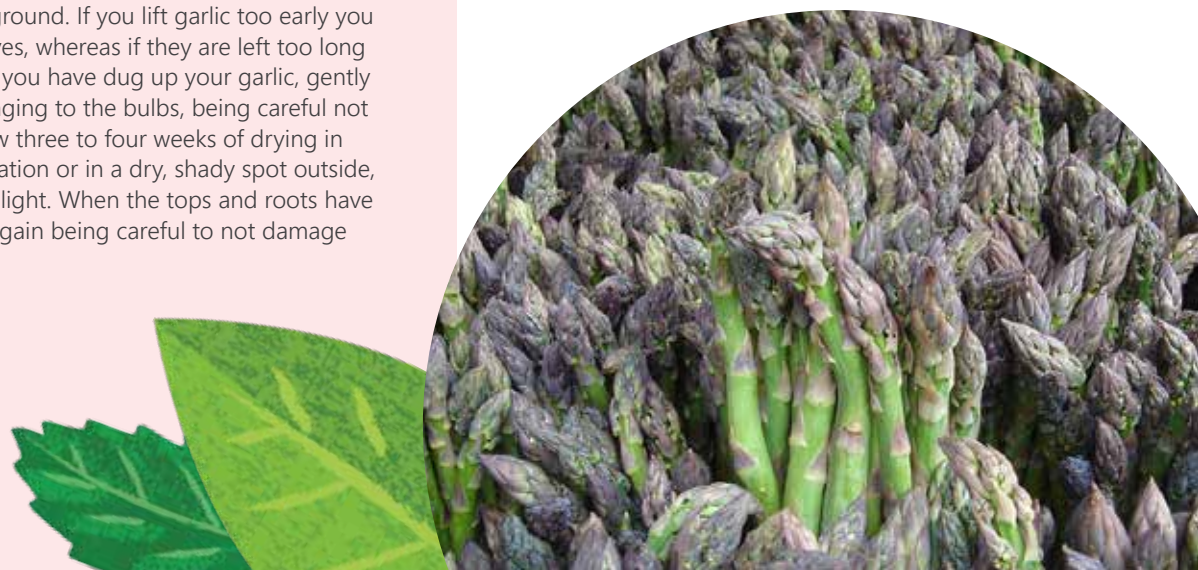 ground. If you lift garlic too early you
ves, whereas if they are left too long
you have dug up your garlic, gently
ging to the bulbs, being careful not
w three to four weeks of drying in
ation or in a dry, shady spot outside,
light. When the tops and roots have
gain being careful to not damage